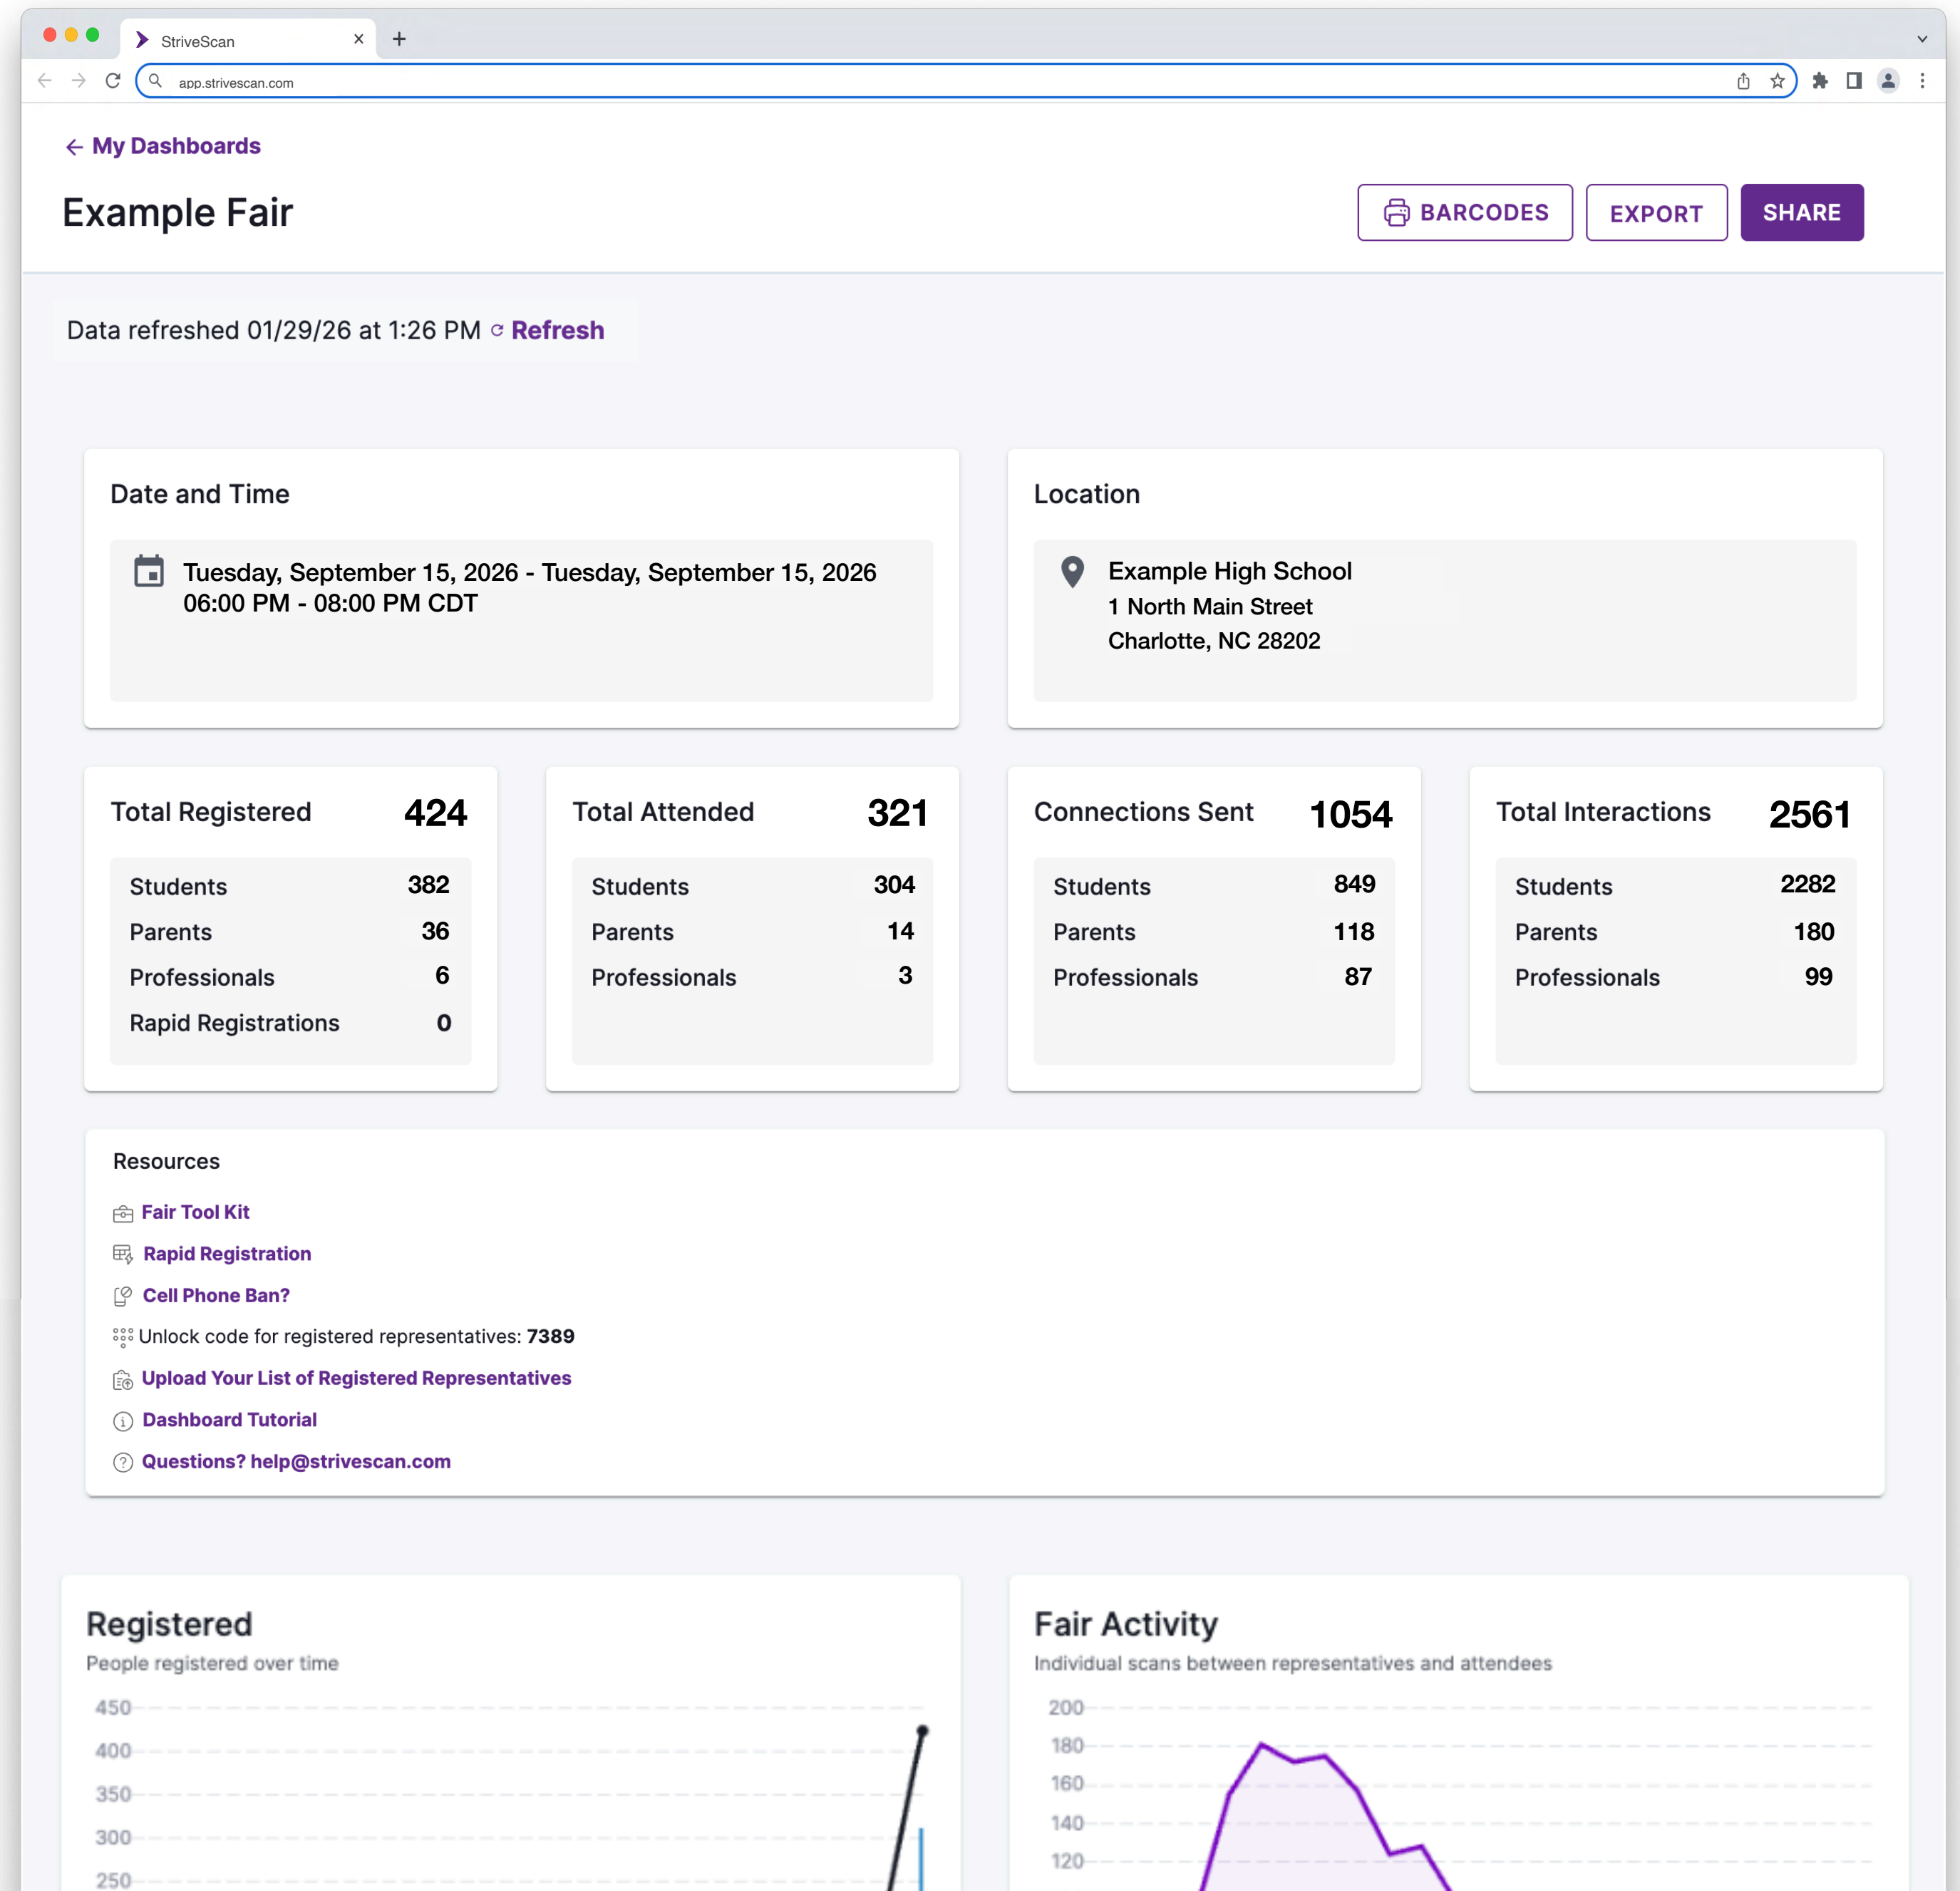 StriveScan
app.strivescan.com
My Dashboards
Example Fair
BARCODES
EXPORT
SHARE
Data refreshed 01/29/26 at 1:26 PM Refresh
Date and Time
Tuesday, September 15, 2026 - Tuesday, September 15, 2026
06:00 PM - 08:00 PM CDT
Location
Example High School
1 North Main Street
Charlotte, NC 28202
Total Registered 424
Students 382
Parents 36
Professionals 6
Rapid Registrations 0
Total Attended 321
Students 304
Parents 14
Professionals 3
Connections Sent 1054
Students 849
Parents 118
Professionals 87
Total Interactions 2561
Students 2282
Parents 180
Professionals 99
Resources
Fair Tool Kit
Rapid Registration
Cell Phone Ban?
Unlock code for registered representatives: 7389
Upload Your List of Registered Representatives
Dashboard Tutorial
Questions? help@strivescan.com
Registered
People registered over time
450
400
350
300
250
Fair Activity
Individual scans between representatives and attendees
200
180
160
140
120